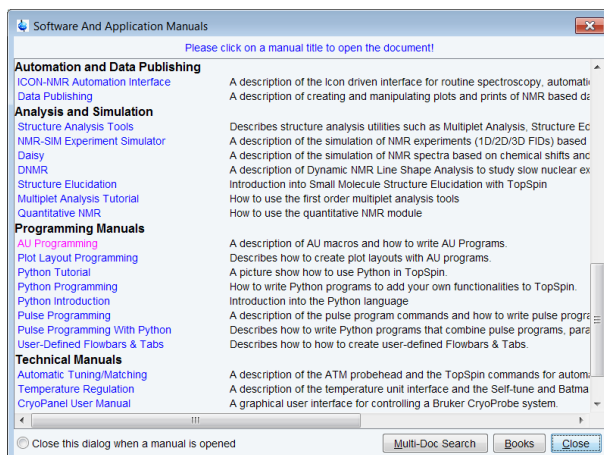 Software And Application Manuals
Please click on a manual title to open the document!
Automation and Data Publishing
ICON-NMR Automation Interface A description of the Icon driven interface for routine spectroscopy, automati
Data Publishing A description of creating and manipulating plots and prints of NMR based da
Analysis and Simulation
Structure Analysis Tools Describes structure analysis utilities such as Multiplet Analysis, Structure Ec
NMR-SIM Experiment Simulator A description of the simulation of NMR experiments (1D/2D/3D FIDs) based
Daisy A description of the simulation of NMR spectra based on chemical shifts and
DNMR A description of Dynamic NMR Line Shape Analysis to study slow nuclear ex
Structure Elucidation Introduction into Small Molecule Structure Elucidation with TopSpin
Multiplet Analysis Tutorial How to use the first order multiplet analysis tools
Quantitative NMR How to use the quantitative NMR module
Programming Manuals
AU Programming A description of AU macros and how to write AU Programs.
Plot Layout Programming Describes how to create plot layouts with AU programs.
Python Tutorial A picture show how to use Python in TopSpin.
Python Programming How to write Python programs to add your own functionalities to TopSpin.
Python Introduction Introduction into the Python language
Pulse Programming A description of the pulse program commands and how to write pulse progra
Pulse Programming With Python Describes how to write Python programs that combine pulse programs, para
User-Defined Flowbars & Tabs Describes how to how to create user-defined Flowbars & Tabs.
Technical Manuals
Automatic Tuning/Matching A description of the ATM probehead and the TopSpin commands for autom
Temperature Regulation A description of the temperature unit interface and the Self-tune and Batma
CryoPanel User Manual A graphical user interface for controlling a Bruker CryoProbe system.
Close this dialog when a manual is opened Multi-Doc Search Books Close